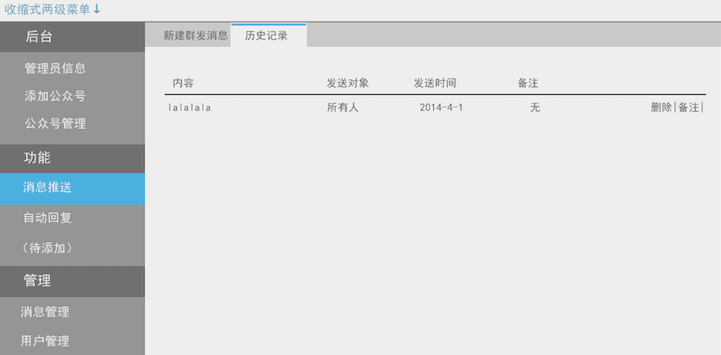 收缩式两级菜单↓
后台
管理员信息
添加公众号
公众号管理
功能
消息推送
自动回复
（待添加）
管理
消息管理
用户管理
新建群发消息 历史记录
内容 发送对象 发送时间 备注
lalalala 所有人 2014-4-1 无 删除|备注|